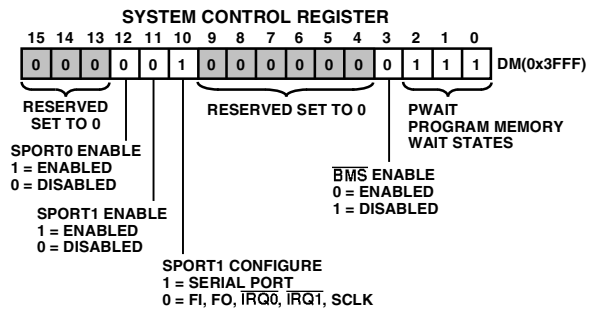 SYSTEM CONTROL REGISTER
15 14 13 12 11 10 9 8 7 6 5 4 3 2 1 0
0 0 0 0 0 1 0 0 0 0 0 0 0 1 1 1 DM(0x3FFF)
RESERVED
SET TO 0
RESERVED SET TO 0
PWAIT
PROGRAM MEMORY
WAIT STATES
SPORT0 ENABLE
1 = ENABLED
0 = DISABLED
BMS ENABLE
0 = ENABLED
1 = DISABLED
SPORT1 ENABLE
1 = ENABLED
0 = DISABLED
SPORT1 CONFIGURE
1 = SERIAL PORT
0 = FI, FO, IRQ0, IRQ1, SCLK